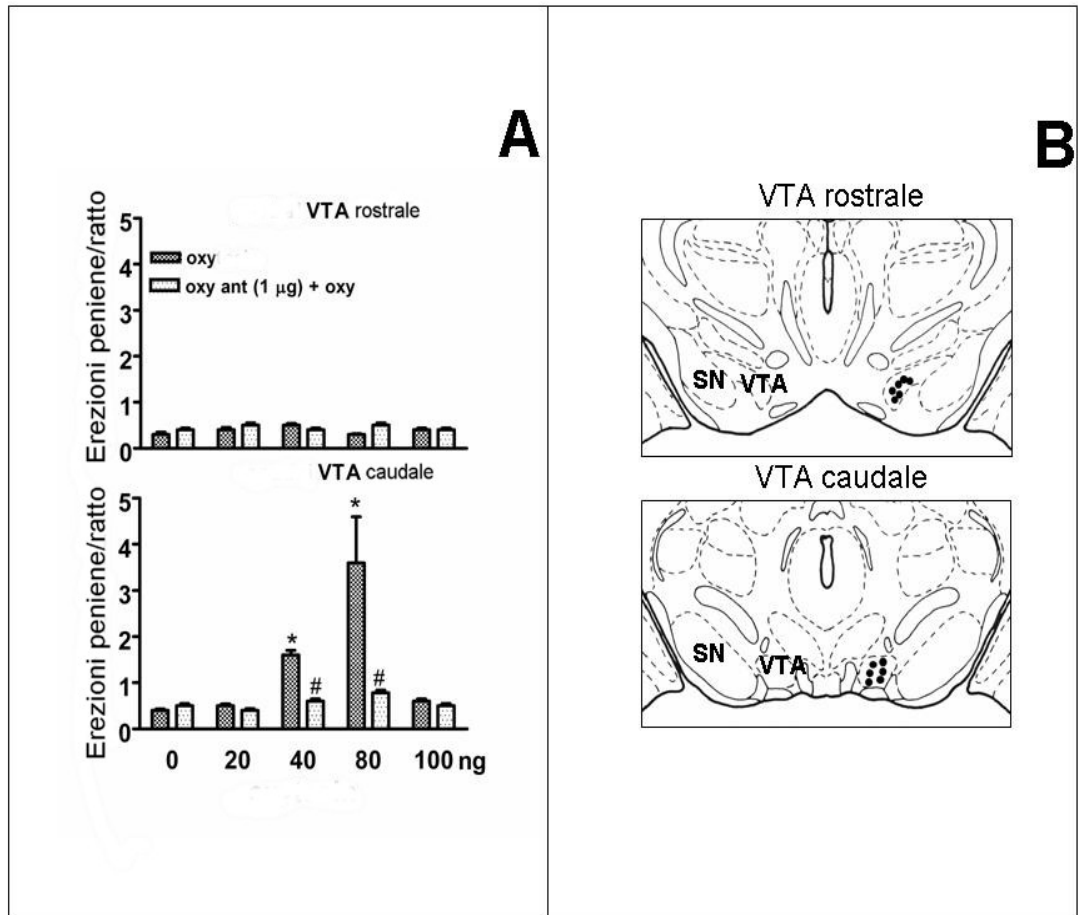 A
VTA rostrale
Erezioni peniene/ratto
5
4
3
2
1
0
oxy
oxy ant (1 µg) + oxy
VTA caudale
Erezioni peniene/ratto
5
4
3
2
1
0
*
#
*
#
0 20 40 80 100 ng
B
VTA rostrale
SN VTA
VTA caudale
SN VTA